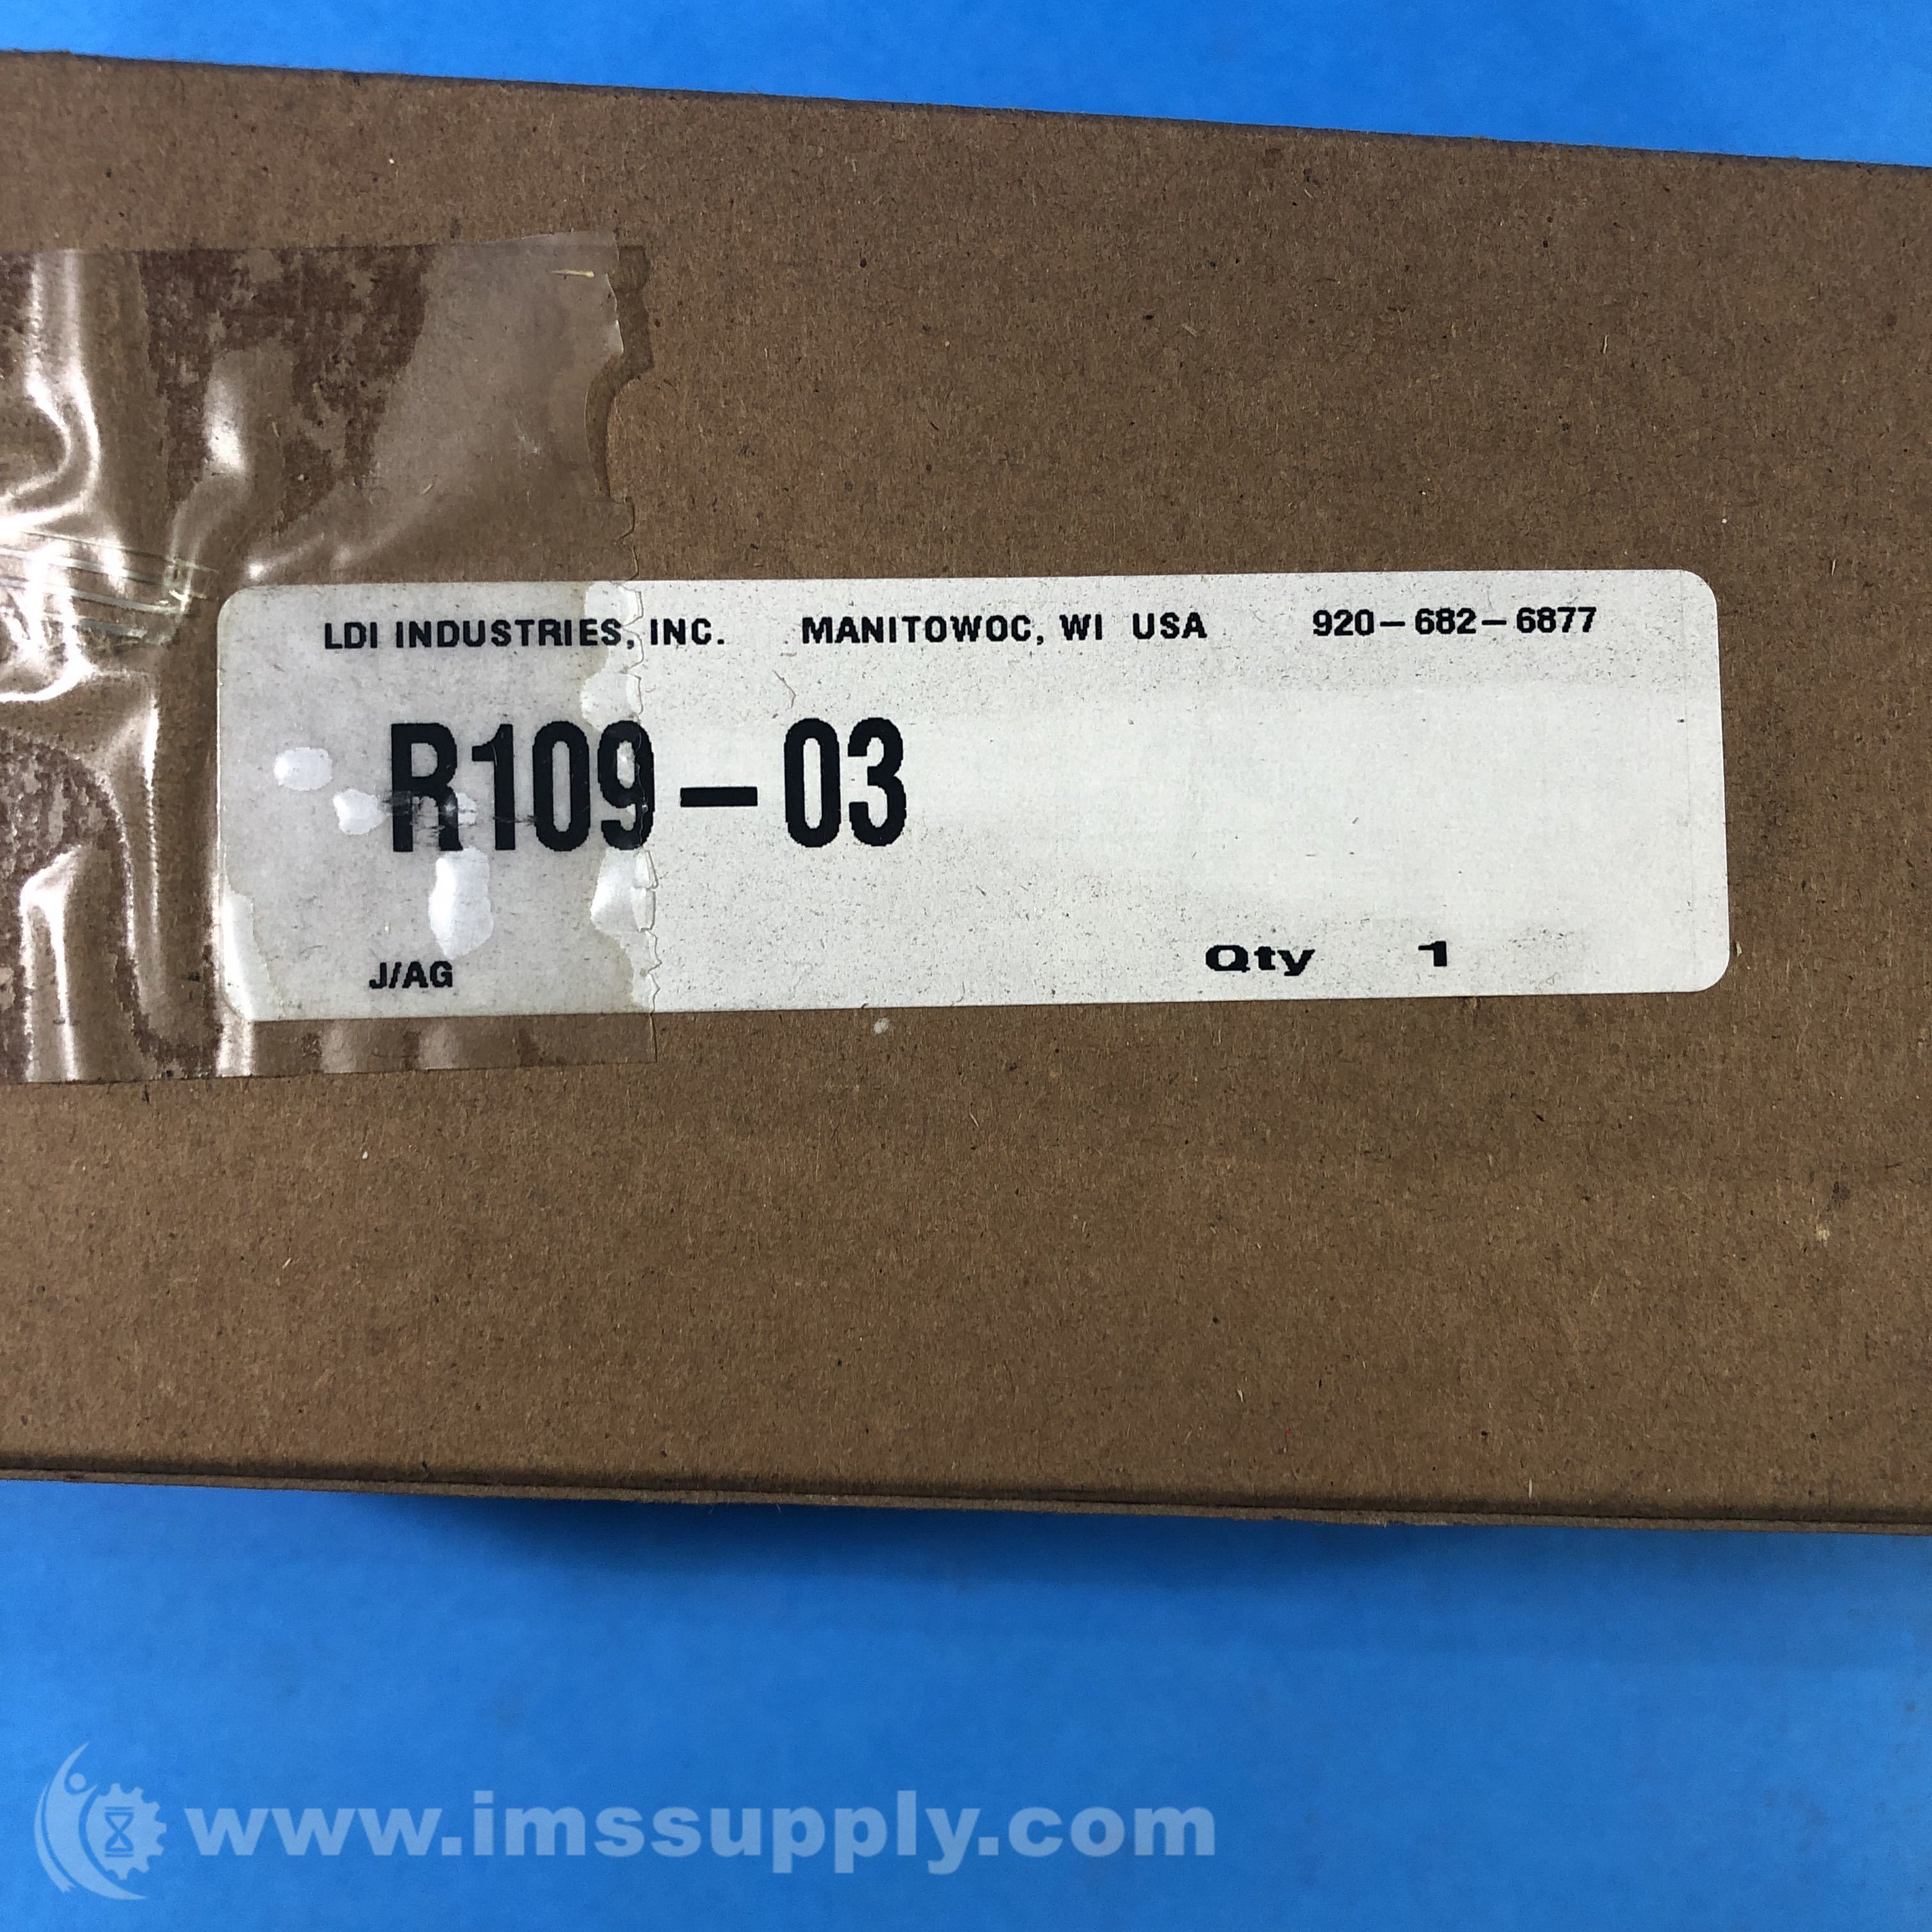 LDI INDUSTRIES, INC. MANITOWOC, WI USA 920-682-6877
R109-03
J/AG Qty 1
www.imssupply.com